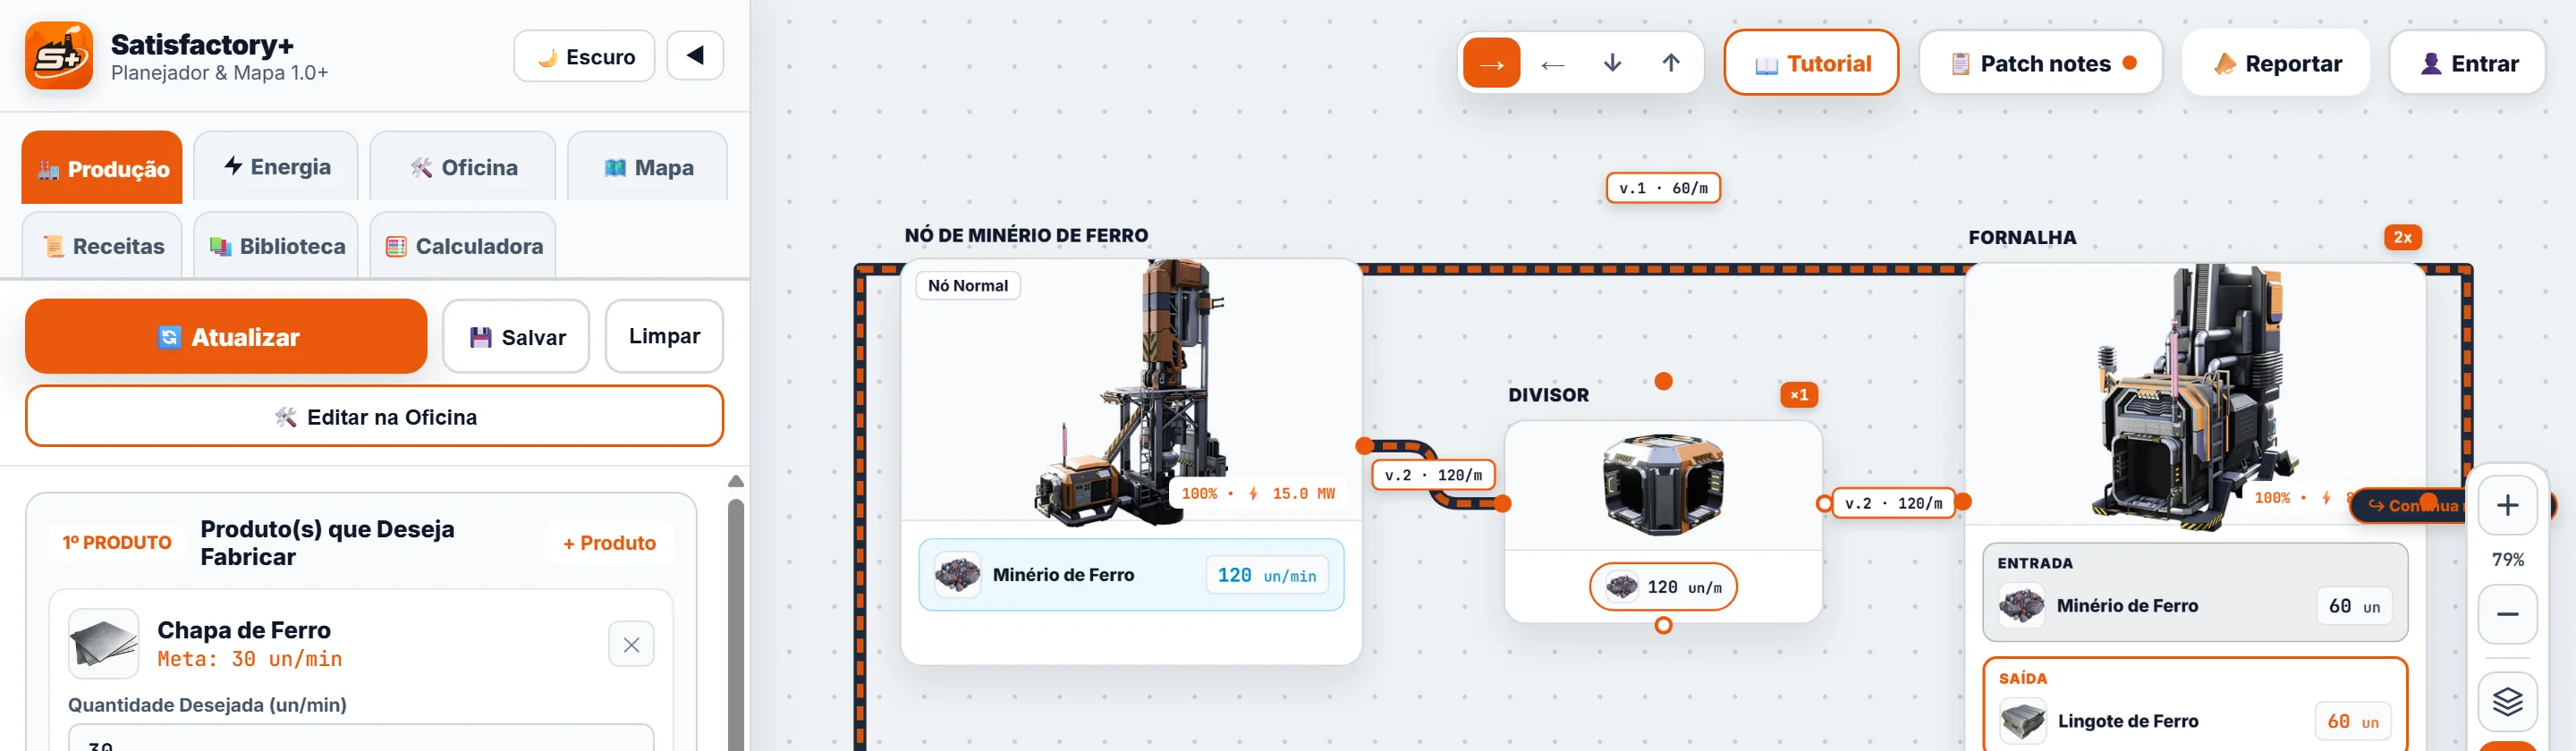 Satisfactory+
Planejador & Mapa 1.0+
🌙 Escuro
◀
→ ← ↓ ↑
📖 Tutorial
📋 Patch notes
📣 Reportar
👤 Entrar
🏭 Produção
⚡ Energia
🛠️ Oficina
🗺️ Mapa
📜 Receitas
📚 Biblioteca
🧮 Calculadora
🔄 Atualizar
💾 Salvar
Limpar
🛠️ Editar na Oficina
1º PRODUTO
Produto(s) que Deseja
Fabricar
+ Produto
Chapa de Ferro
Meta: 30 un/min
Quantidade Desejada (un/min)
30
v.1 · 60/m
NÓ DE MINÉRIO DE FERRO
Nó Normal
100% • ⚡ 15.0 MW
Minério de Ferro
120 un/min
v.2 · 120/m
DIVISOR
×1
120 un/m
v.2 · 120/m
FORNALHA
2x
100% • ⚡
ENTRADA
Minério de Ferro
60 un
SAÍDA
Lingote de Ferro
60 un
+
79%
−